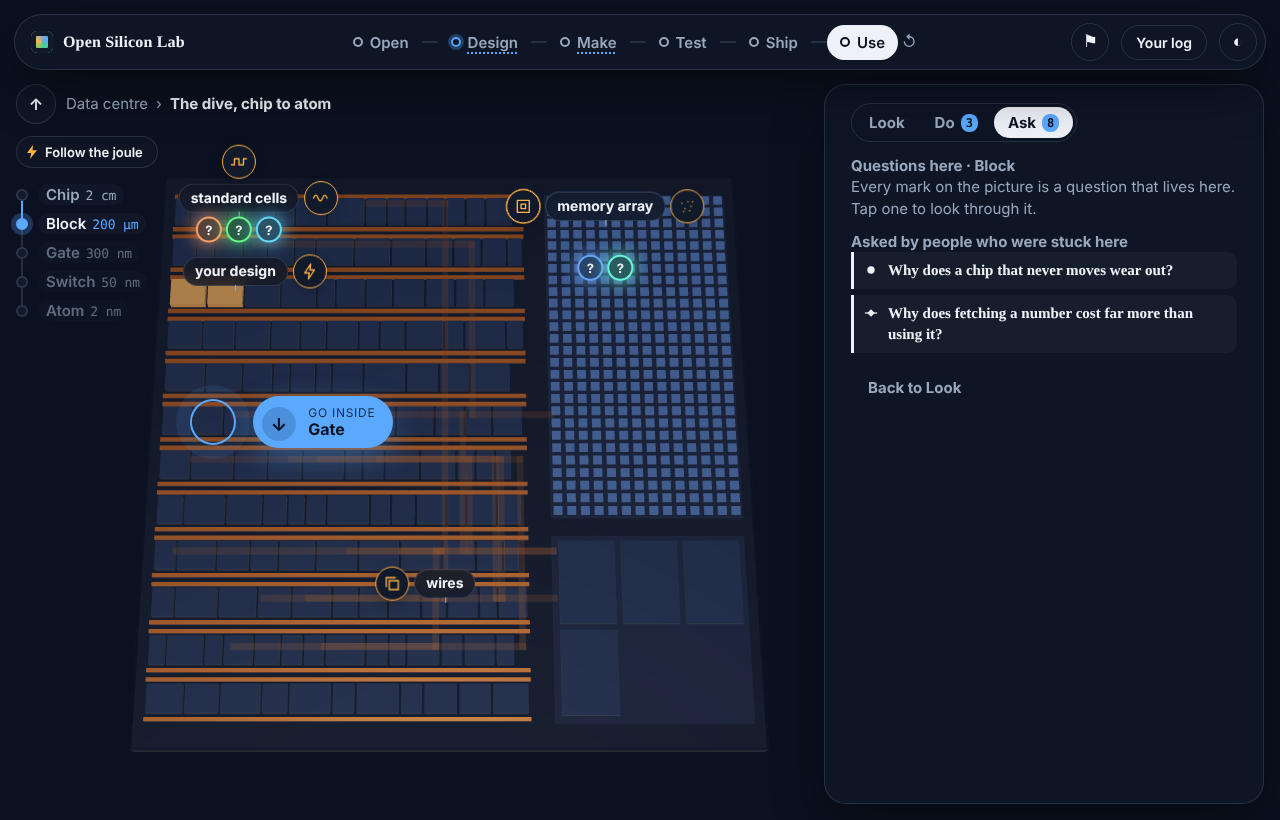 Open Silicon Lab
Open
Design
Make
Test
Ship
Use
Your log
Data centre › The dive, chip to atom
Follow the joule
Chip 2 cm
Block 200 µm
Gate 300 nm
Switch 50 nm
Atom 2 nm
standard cells
? ? ?
your design
memory array
? ?
GO INSIDE
Gate
wires
Look
Do 3
Ask 8
Questions here · Block
Every mark on the picture is a question that lives here.
Tap one to look through it.
Asked by people who were stuck here
Why does a chip that never moves wear out?
Why does fetching a number cost far more than
using it?
Back to Look